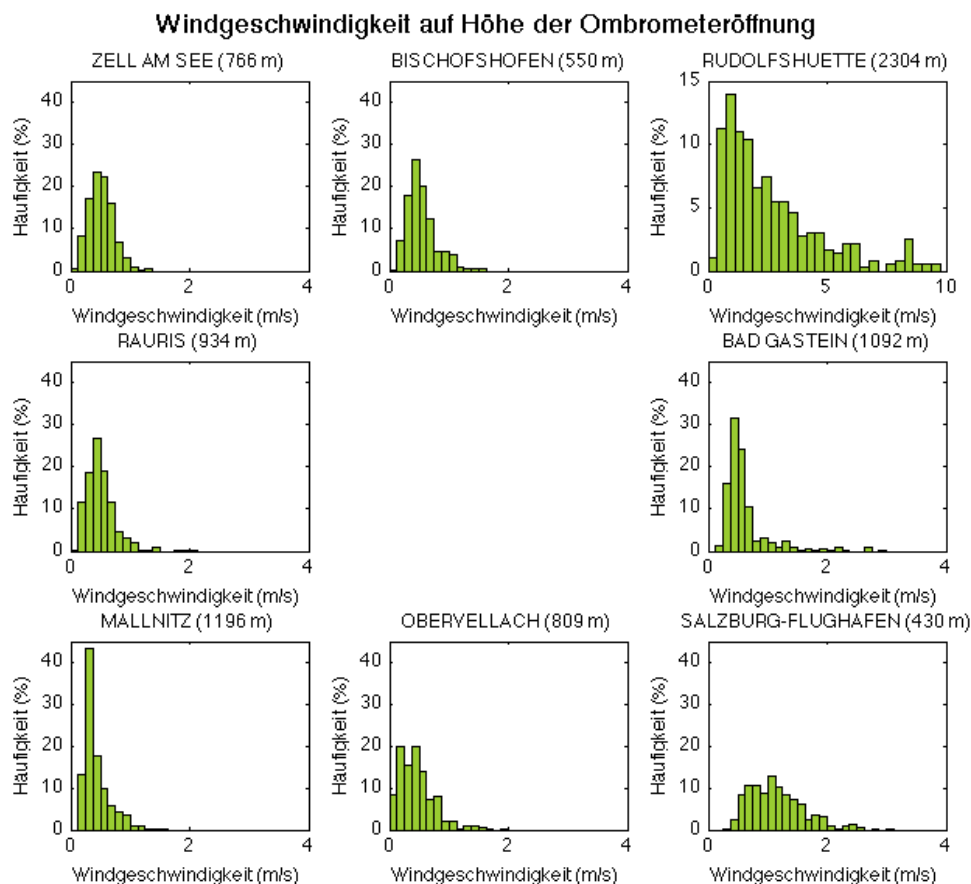 Windgeschwindigkeit auf Höhe der Ombrometeröffnung
ZELL AM SEE (766 m)
Häufigkeit (%)
40
30
20
10
0
0 2 4
Windgeschwindigkeit (m/s)
BISCHOFSHOFEN (550 m)
Häufigkeit (%)
40
30
20
10
0
0 2 4
Windgeschwindigkeit (m/s)
RUDOLFSHUETTE (2304 m)
Häufigkeit (%)
15
10
5
0
0 5 10
Windgeschwindigkeit (m/s)
RAURIS (934 m)
Häufigkeit (%)
40
30
20
10
0
0 2 4
Windgeschwindigkeit (m/s)
BAD GASTEIN (1092 m)
Häufigkeit (%)
40
30
20
10
0
0 2 4
Windgeschwindigkeit (m/s)
MALLNITZ (1196 m)
Häufigkeit (%)
40
30
20
10
0
0 2 4
Windgeschwindigkeit (m/s)
OBERVELLACH (809 m)
Häufigkeit (%)
40
30
20
10
0
0 2 4
Windgeschwindigkeit (m/s)
SALZBURG-FLUGHAFEN (430 m)
Häufigkeit (%)
40
30
20
10
0
0 2 4
Windgeschwindigkeit (m/s)